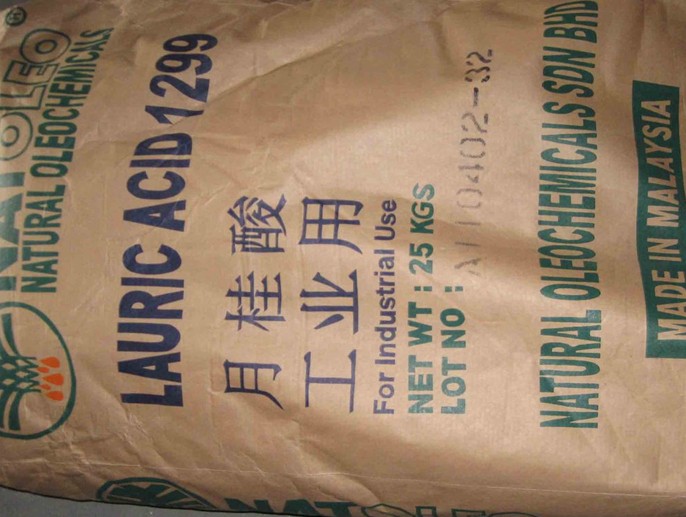 NATOLEO®
NATURAL OLEOCHEMICALS
LAURIC ACID 1299
月桂酸
工业用
For Industrial Use
NET WT : 25 KGS
LOT NO :
NATURAL OLEOCHEMICALS SDN BHD
MADE IN MALAYSIA